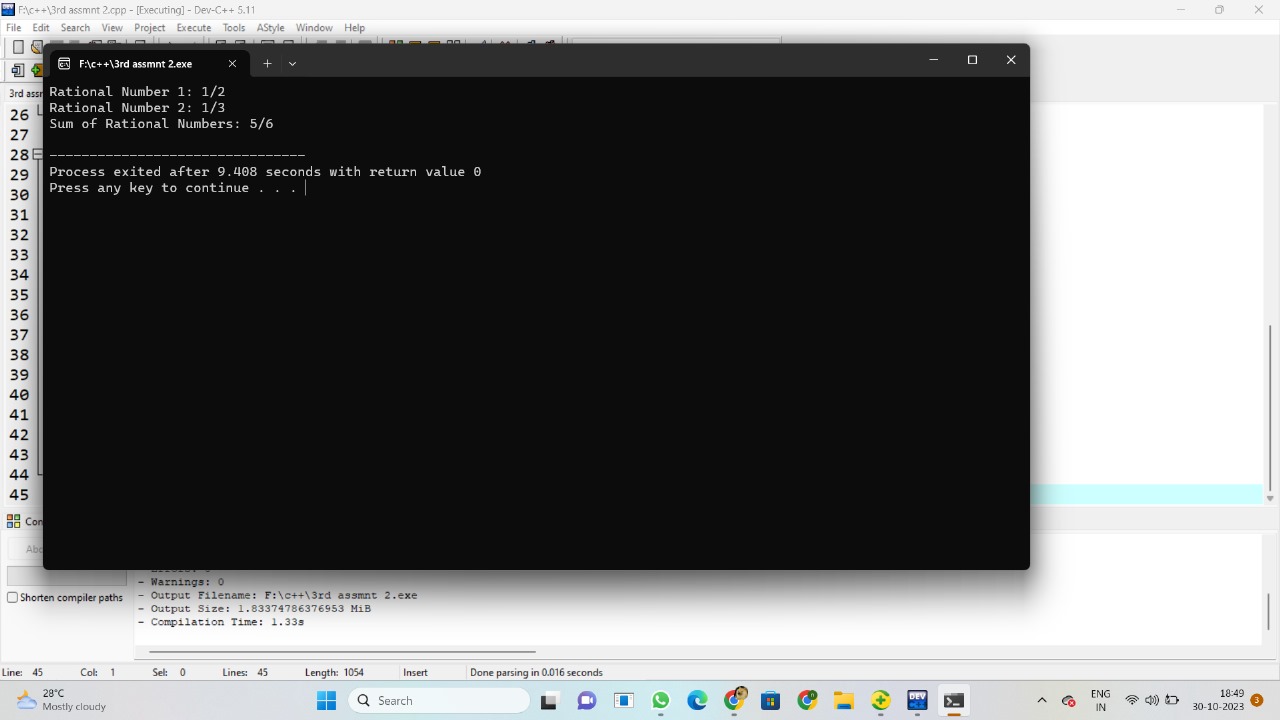 F:\c++\3rd assmnt 2.cpp - [Executing] - Dev-C++ 5.11
File Edit Search View Project Execute Tools AStyle Window Help
F:\c++\3rd assmnt 2.exe
3rd
Rational Number 1: 1/2
Rational Number 2: 1/3
Sum of Rational Numbers: 5/6
--------------------------------
Process exited after 9.408 seconds with return value 0
Press any key to continue . . .
26
27
28
29
30
31
32
33
34
35
36
37
38
39
40
41
42
43
44
45
- Warnings: 0
- Output Filename: F:\c++\3rd assmnt 2.exe
- Output Size: 1.83374786376953 MiB
- Compilation Time: 1.33s
Shorten compiler paths
Line: 45 Col: 1 Sel: 0 Lines: 45 Length: 1054 Insert Done parsing in 0.016 seconds
28°C
Mostly cloudy
Search
DEV
ENG
IN
18:49
30-10-2023
3